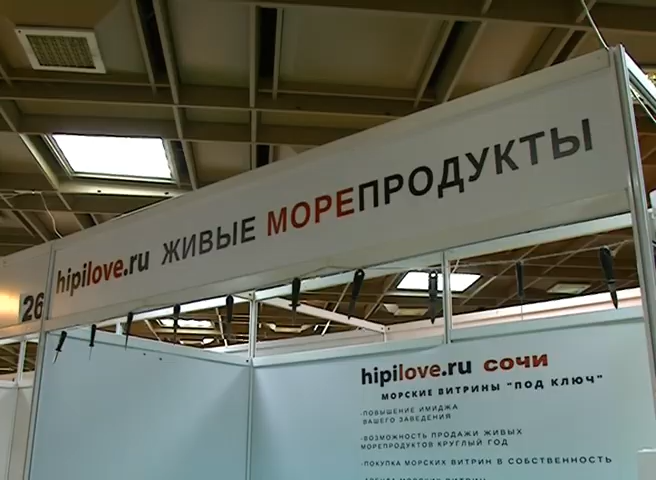 hipilove.ru ЖИВЫЕ МОРЕПРОДУКТЫ
26
hipilove.ru сочи
МОРСКИЕ ВИТРИНЫ "ПОД КЛЮЧ"
-ПОВЫШЕНИЕ ИМИДЖА
ВАШЕГО ЗАВЕДЕНИЯ
-ВОЗМОЖНОСТЬ ПРОДАЖИ ЖИВЫХ
МОРЕПРОДУКТОВ КРУГЛЫЙ ГОД
-ПОКУПКА МОРСКИХ ВИТРИН В СОБСТВЕННОСТЬ